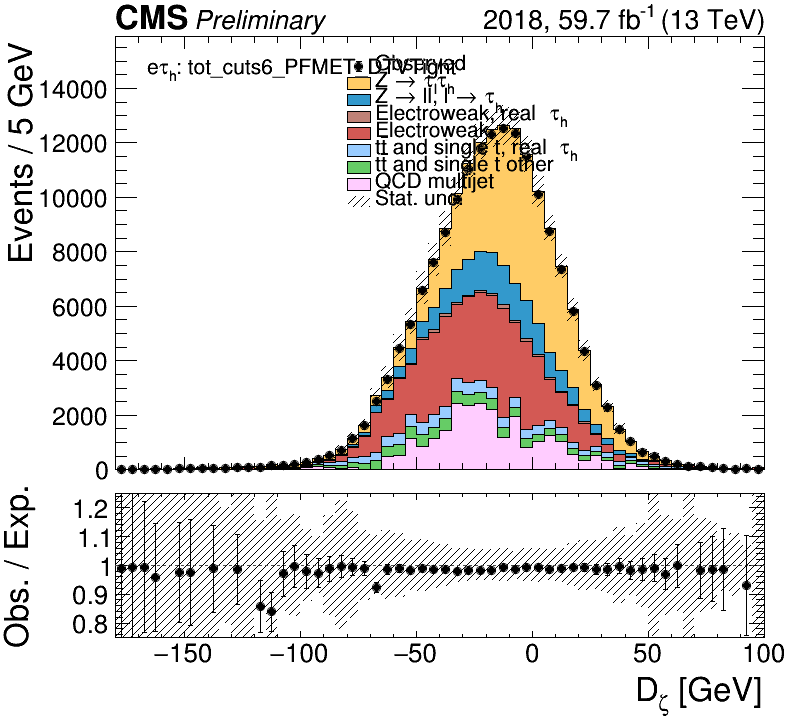 CMS Preliminary 2018, 59.7 fb⁻¹ (13 TeV)
Events / 5 GeV
eτh: tot_cuts6_PFMET
Observed
Z → τlτh
Z → ll, l → τh
Electroweak, real τh
Electroweak
tt and single t, real τh
tt and single t other
QCD multijet
Stat. unc
14000
12000
10000
8000
6000
4000
2000
0
Obs. / Exp.
1.2
1.1
1
0.9
0.8
−150 −100 −50 0 50 100
Dζ [GeV]